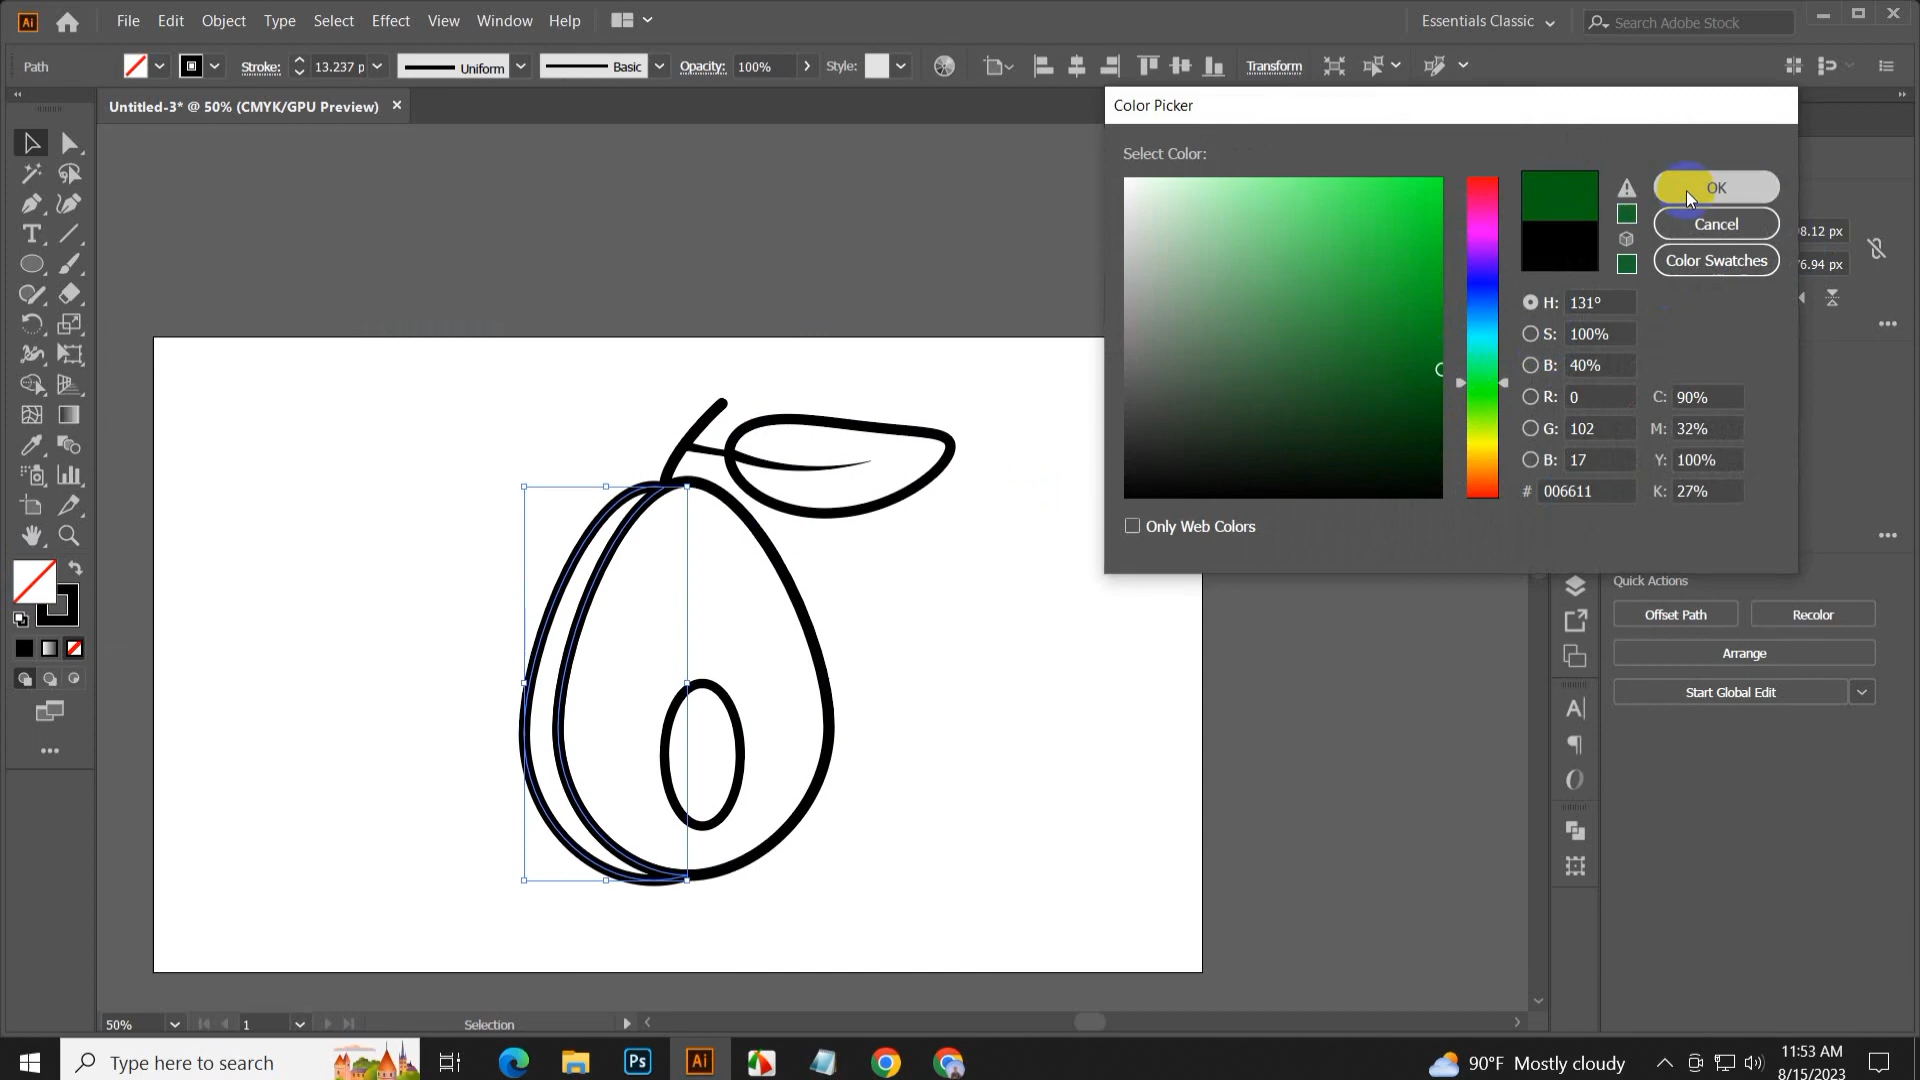 Ai File Edit Object Type Select Effect View Window Help Essentials Classic Search Adobe Stock
Path Stroke: 13.237 p Uniform Basic Opacity: 100% Style: Transform
Untitled-3* @ 50% (CMYK/GPU Preview)
Color Picker
Select Color:
OK
Cancel
Color Swatches
8.12 px
6.94 px
H: 131°
S: 100%
B: 40%
R: 0 C: 90%
G: 102 M: 32%
B: 17 Y: 100%
# 006611 K: 27%
Only Web Colors
Quick Actions
Offset Path Recolor
Arrange
Start Global Edit
50% 1 Selection
Type here to search Ps Ai 90°F Mostly cloudy 11:53 AM
8/15/2023